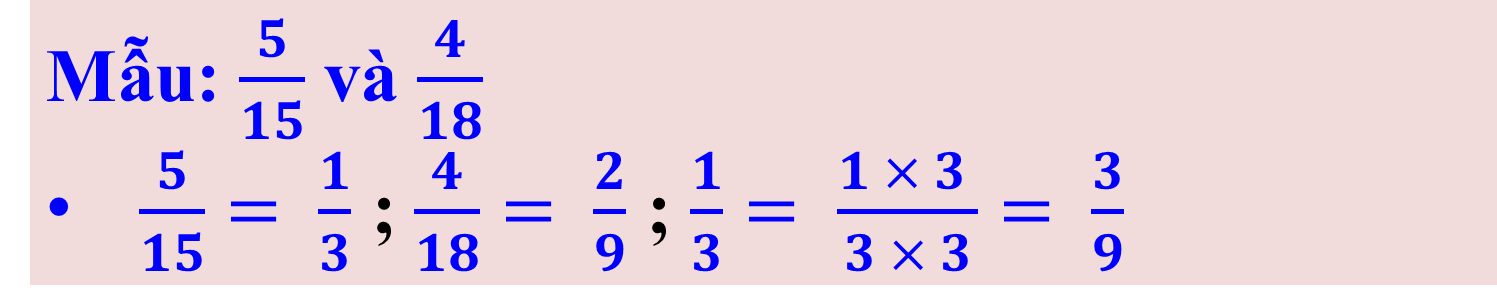 Mẫu: 5/15 và 4/18
• 5/15 = 1/3 ; 4/18 = 2/9 ; 1/3 = (1 × 3)/(3 × 3) = 3/9